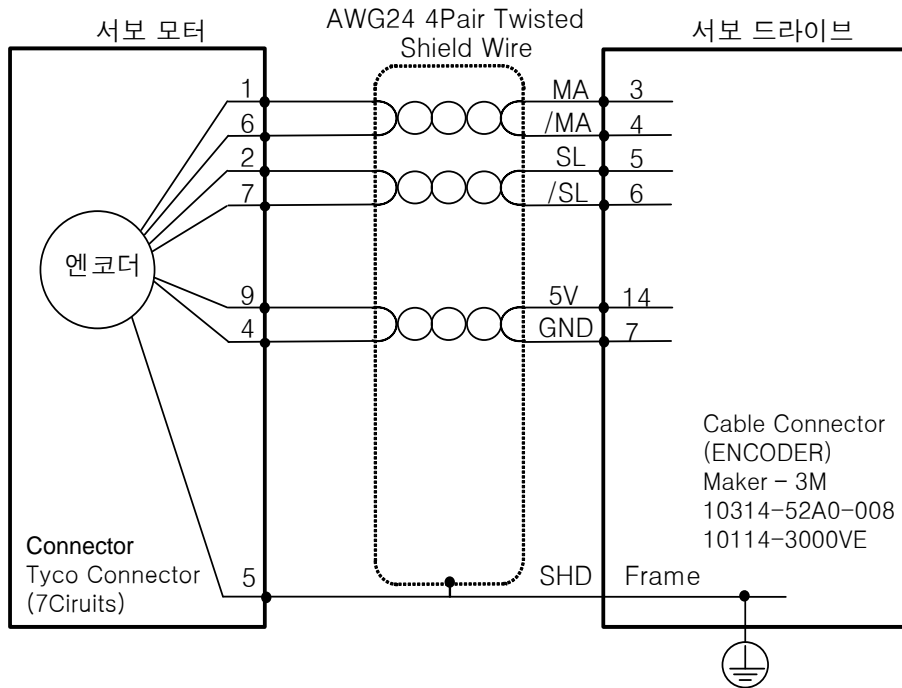 서보 모터
AWG24 4Pair Twisted
Shield Wire
서보 드라이브
1
MA
3
6
/MA
4
2
SL
5
7
/SL
6
엔코더
9
5V
14
4
GND
7
Cable Connector
(ENCODER)
Maker - 3M
10314-52A0-008
10114-3000VE
Connector
Tyco Connector
(7Ciruits)
5
SHD
Frame